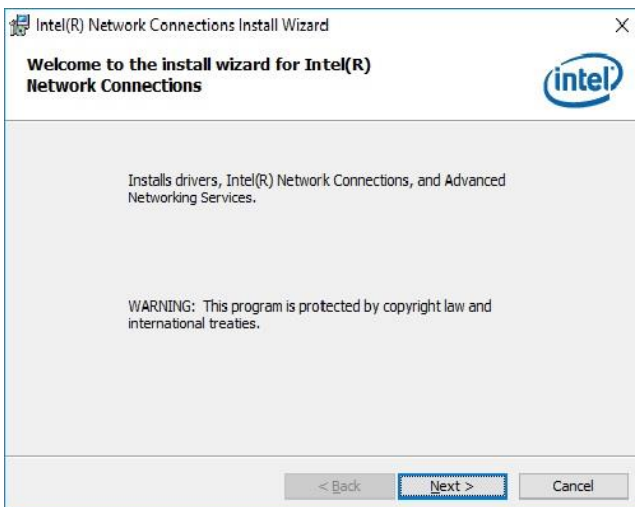 Intel(R) Network Connections Install Wizard
Welcome to the install wizard for Intel(R)
Network Connections
intel
Installs drivers, Intel(R) Network Connections, and Advanced
Networking Services.
WARNING: This program is protected by copyright law and
international treaties.
< Back
Next >
Cancel